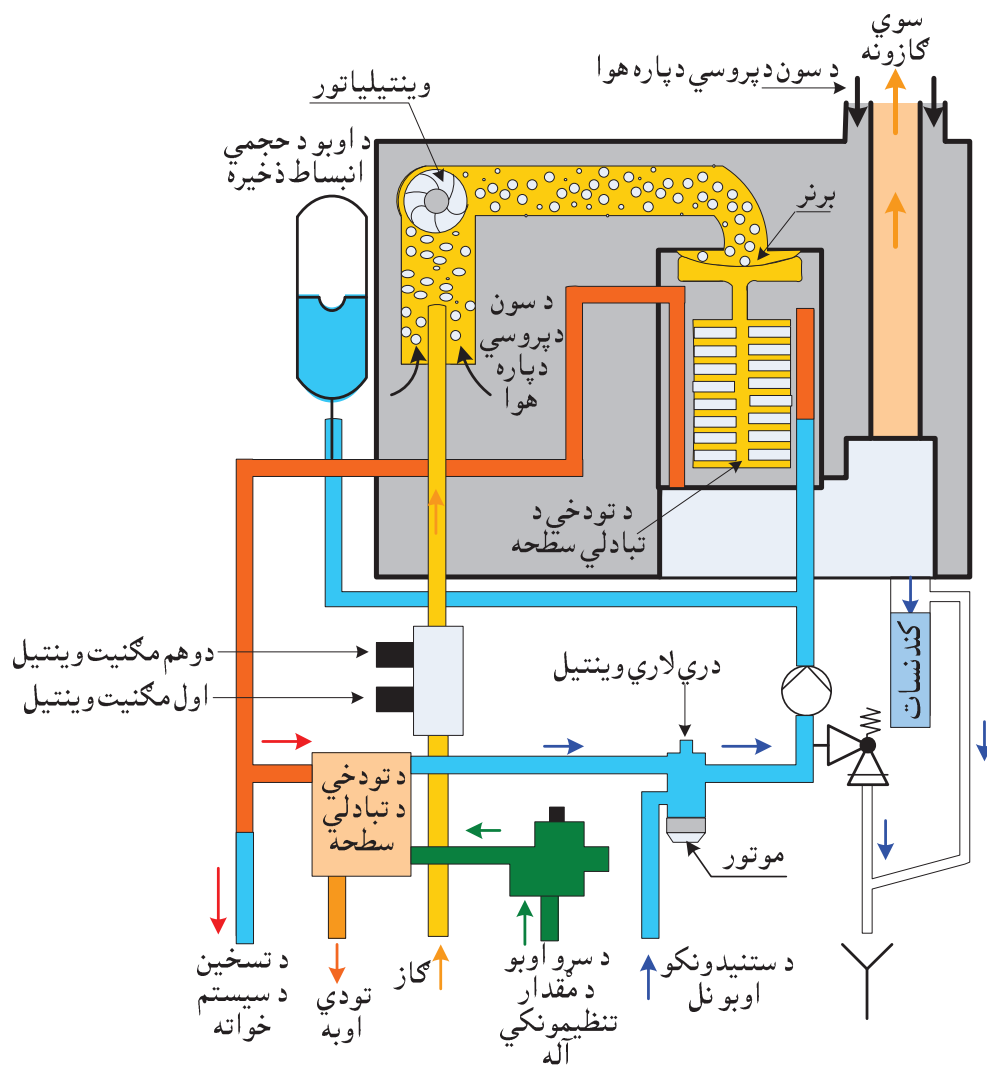 سوي
ګازونه
د سون دپروسي دپاره هوا
وينتيلياتور
د اوبو د حجمي
انبساط ذخيره
برنر
د سون
دپروسي
دپاره
هوا
د تودخي د
تبادلي سطحه
کندنسات
دوهم مګنيت وينتيل
اول مګنيت وينتيل
دري لاري وينتيل
د تودخي
د تبادلي
سطحه
موتور
د تسخين
د سيستم
خواته
تودي
اوبه
ګاز
د سرو اوبو
د مقدار
تنظيمونکي
آله
د ستنيدونکو
اوبو نل